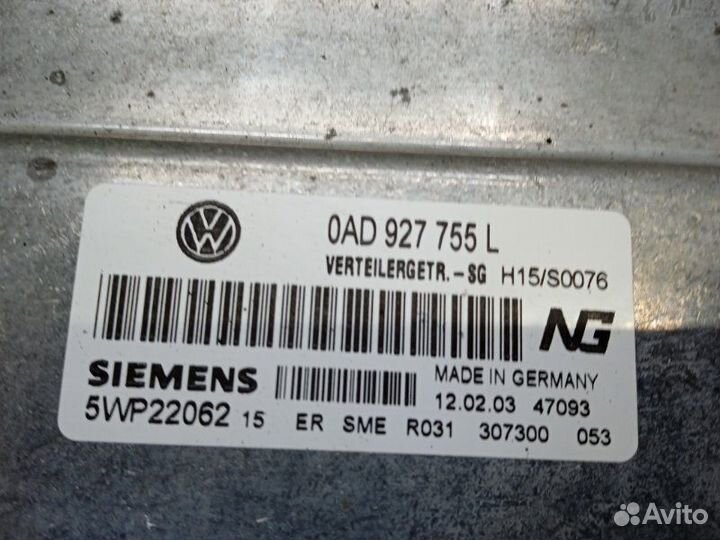 0AD 927 755 L
VERTEILERGETR.-SG H15/S0076
NG
SIEMENS MADE IN GERMANY
12.02.03 47093
5WP22062 15 ER SME R031 307300 053
Avito